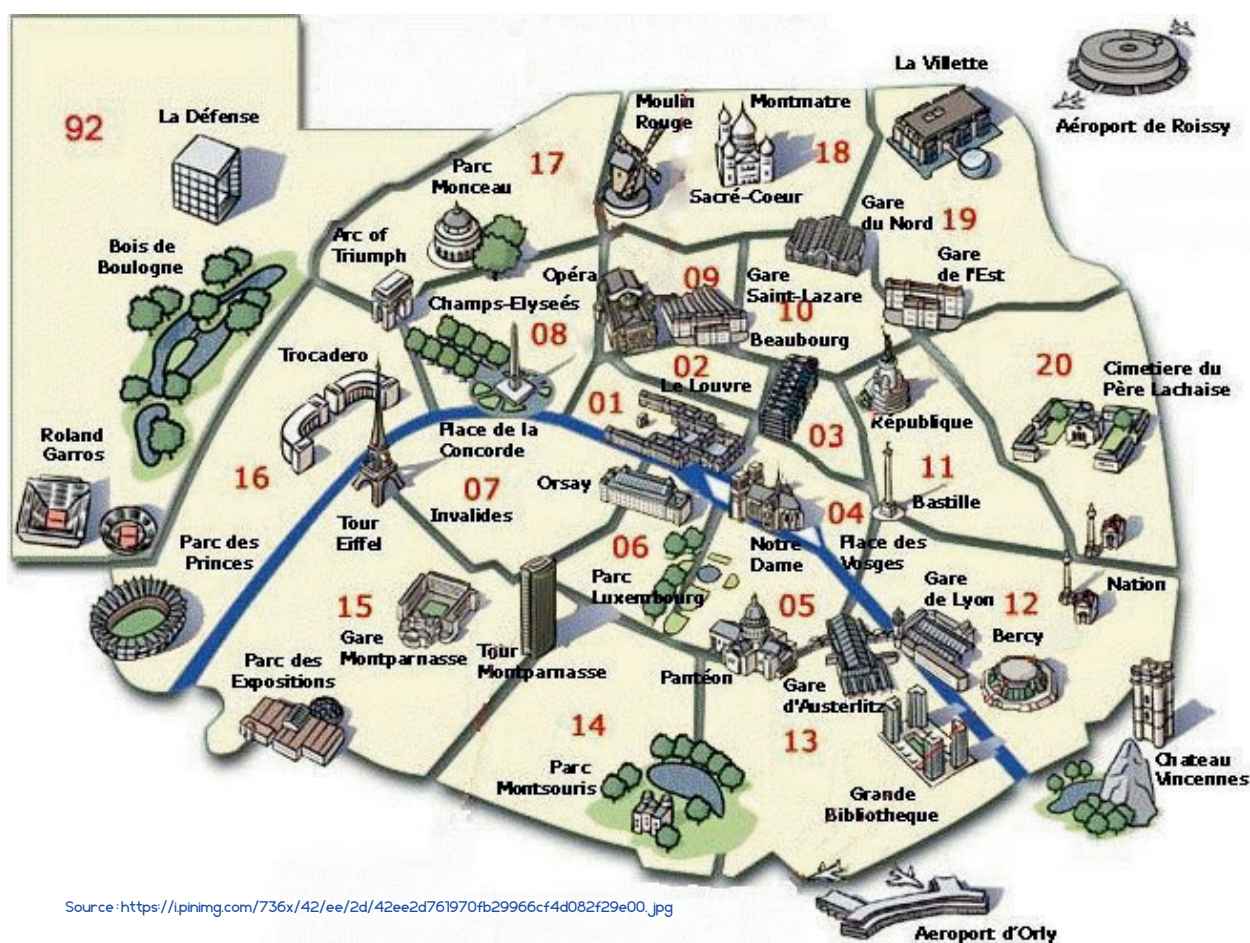 La Villette
Aéroport de Roissy
92
La Défense
Moulin
Rouge
Montmatre
18
17
Parc
Monceau
Sacré-Coeur
Gare
du Nord
19
Bois de
Boulogne
Arc of
Triumph
Opéra
09
Gare
Saint-Lazare
Gare
de l'Est
Champs-Elyseés
08
10
Beaubourg
Trocadero
02
20
Cimetiere du
Père Lachaise
Le Louvre
01
03
République
Roland
Garros
Place de la
Concorde
16
07
Invalides
Orsay
11
Bastille
Tour
Eiffel
04
Parc des
Princes
06
Notre
Dame
Place des
Vosges
Parc
Luxembourg
Gare
de Lyon
Nation
15
05
12
Gare
Montparnasse
Bercy
Tour
Montparnasse
Parc des
Expositions
Pantéon
Gare
d'Austerlitz
14
13
Parc
Montsouris
Chateau
Vincennes
Grande
Bibliotheque
Source:https://i.pinimg.com/736x/42/ee/2d/42ee2d761970fb29966cf4d082f29e00.jpg
Aeroport d'Orly